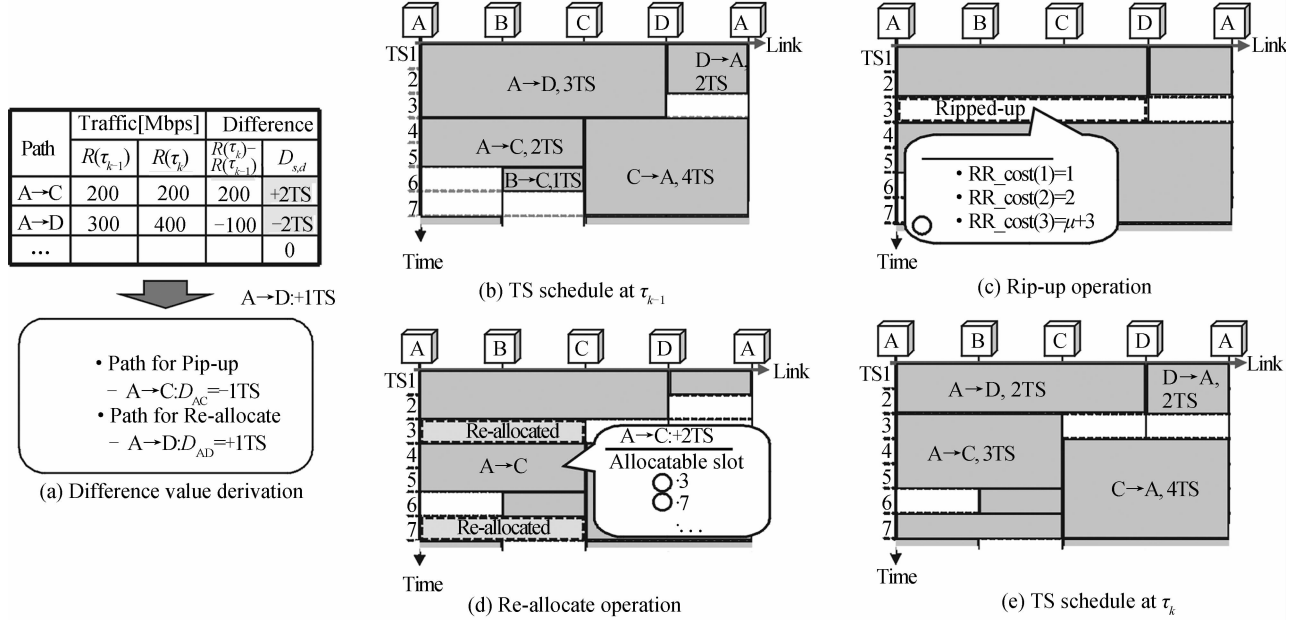 Path Traffic[Mbps] Difference
R(τk−1) R(τk) R(τk)−R(τk−1) Ds,d
A→C 200 200 200 +2TS
A→D 300 400 −100 −2TS
... 0
A→D:+1TS
• Path for Pip-up
− A→C:DAC=−1TS
• Path for Re-allocate
− A→D:DAD=+1TS
(a) Difference value derivation
A B C D A
Link
TS1
2
3
4
5
6
7
Time
A→D, 3TS
D→A, 2TS
A→C, 2TS
B→C,1TS
C→A, 4TS
(b) TS schedule at τk−1
A B C D A
Link
TS1
2
3
4
5
6
7
Time
Ripped-up
• RR_cost(1)=1
• RR_cost(2)=2
• RR_cost(3)=μ+3
(c) Rip-up operation
A B C D A
Link
TS1
2
3
4
5
6
7
Time
Re-allocated
A→C
Re-allocated
A→C:+2TS
Allocatable slot
·3
·7
...
(d) Re-allocate operation
A B C D A
Link
TS1
2
3
4
5
6
7
Time
A→D, 2TS
D→A, 2TS
A→C, 3TS
C→A, 4TS
(e) TS schedule at τk